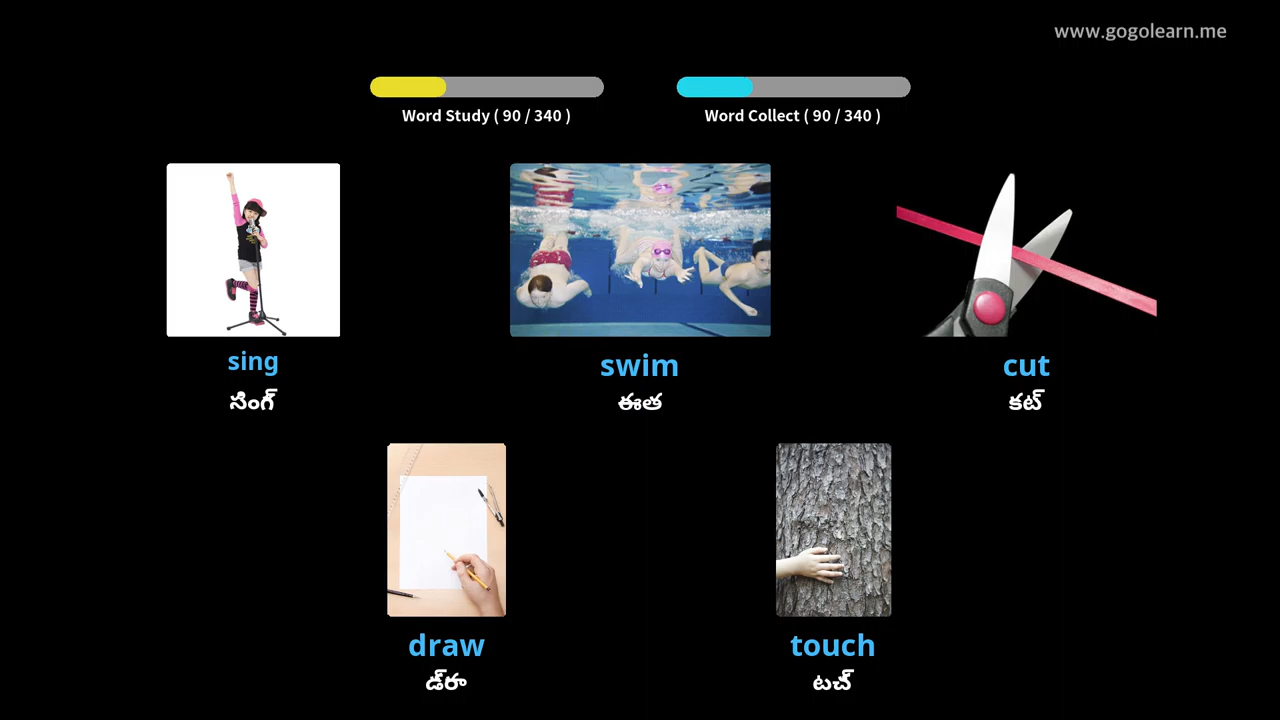 www.gogolearn.me
Word Study ( 90 / 340 )
Word Collect ( 90 / 340 )
sing
సింగ్
swim
ఈత
cut
కట్
draw
డ్రా
touch
టచ్